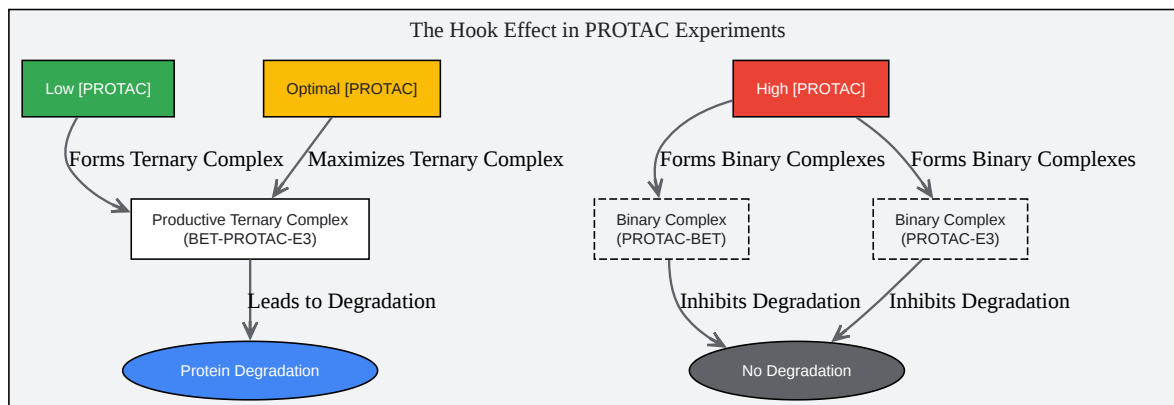 The Hook Effect in PROTAC Experiments
Low [PROTAC]
Optimal [PROTAC]
High [PROTAC]
Forms Ternary Complex
Maximizes Ternary Complex
Forms Binary Complexes
Forms Binary Complexes
Productive Ternary Complex
(BET-PROTAC-E3)
Binary Complex
(PROTAC-BET)
Binary Complex
(PROTAC-E3)
Leads to Degradation
Inhibits Degradation
Inhibits Degradation
Protein Degradation
No Degradation